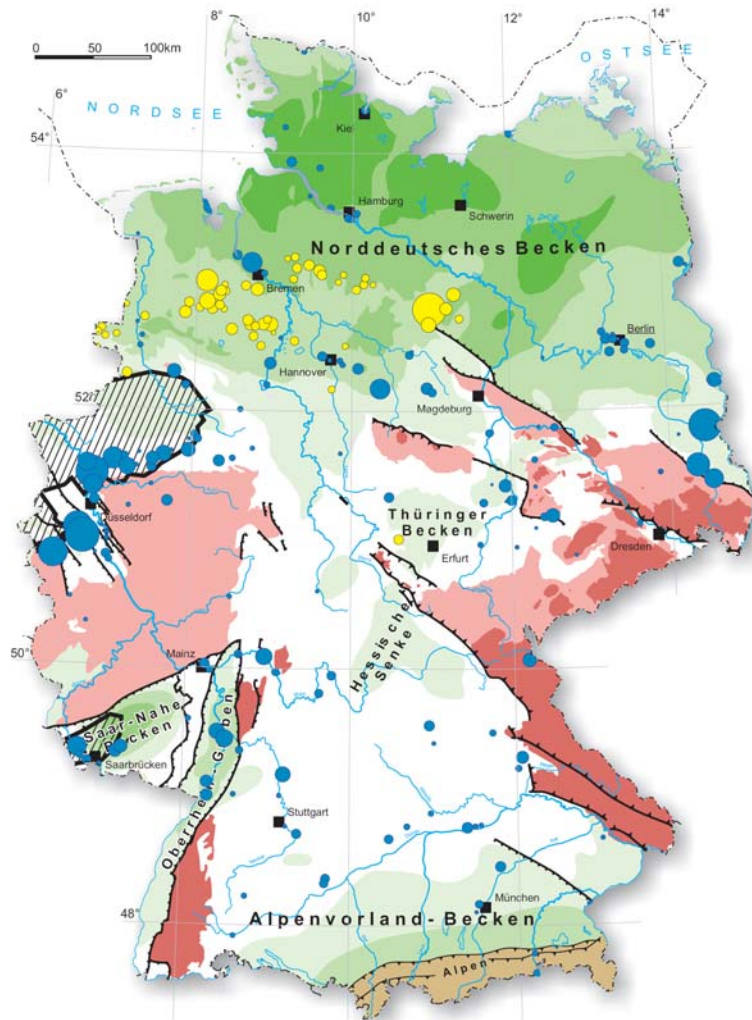 8°
10°
12°
14°
0
50
100km
OSTSEE
6°
NORDSEE
54°
Kiel
Hamburg
Schwerin
Norddeutsches Becken
Bremen
Berlin
Hannover
52°
Magdeburg
Düsseldorf
Thüringer
Becken
Erfurt
Dresden
Hessische
Senke
50°
Mainz
Saar-Nahe
Becken
Saarbrücken
Oberrhein-Graben
Stuttgart
München
48°
Alpenvorland-Becken
Alpen